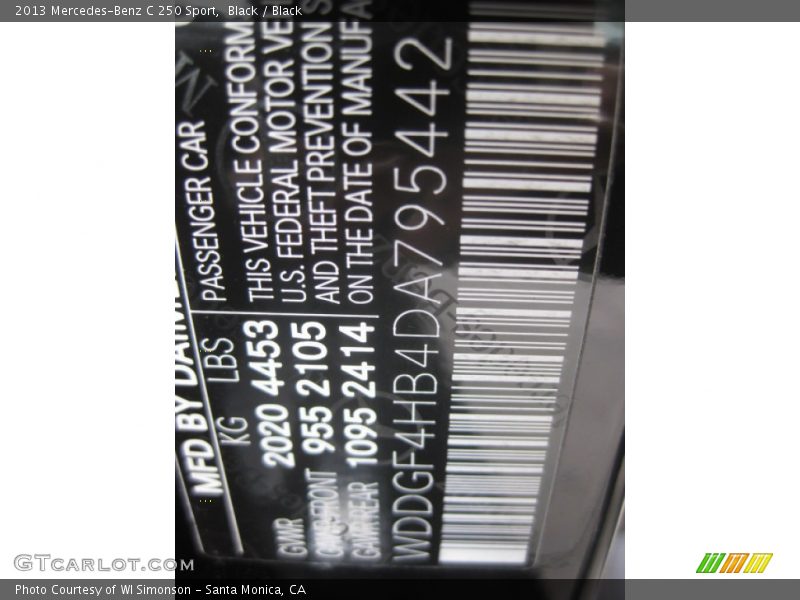 2013 Mercedes-Benz C 250 Sport, Black / Black
MFD BY DAIML
KG LBS PASSENGER CAR
GWR 2020 4453 THIS VEHICLE CONFORM
GAWR FRONT 955 2105 U.S. FEDERAL MOTOR VE
AND THEFT PREVENTION S
GAWR REAR 1095 2414 ON THE DATE OF MANUFA
WDDGF4HB4DA795442
GTCARLOT.COM
Photo Courtesy of WI Simonson - Santa Monica, CA